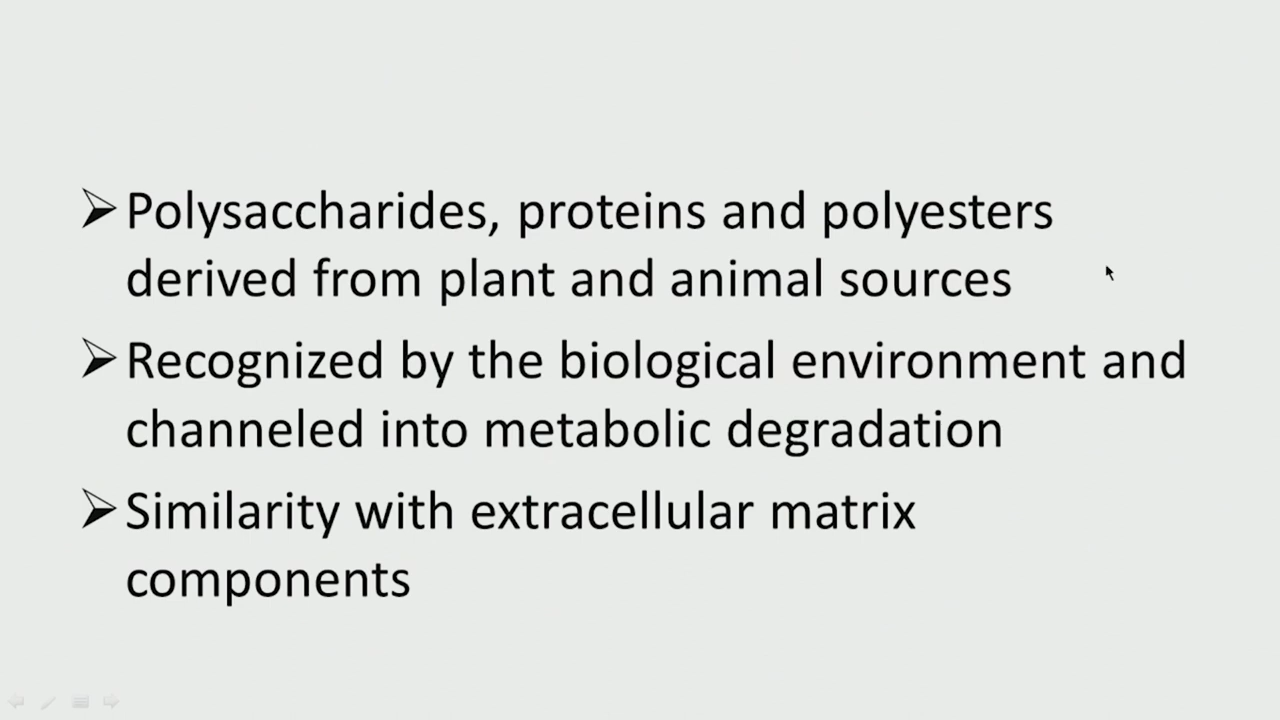 ➢Polysaccharides, proteins and polyesters
derived from plant and animal sources
➢Recognized by the biological environment and
channeled into metabolic degradation
➢Similarity with extracellular matrix
components